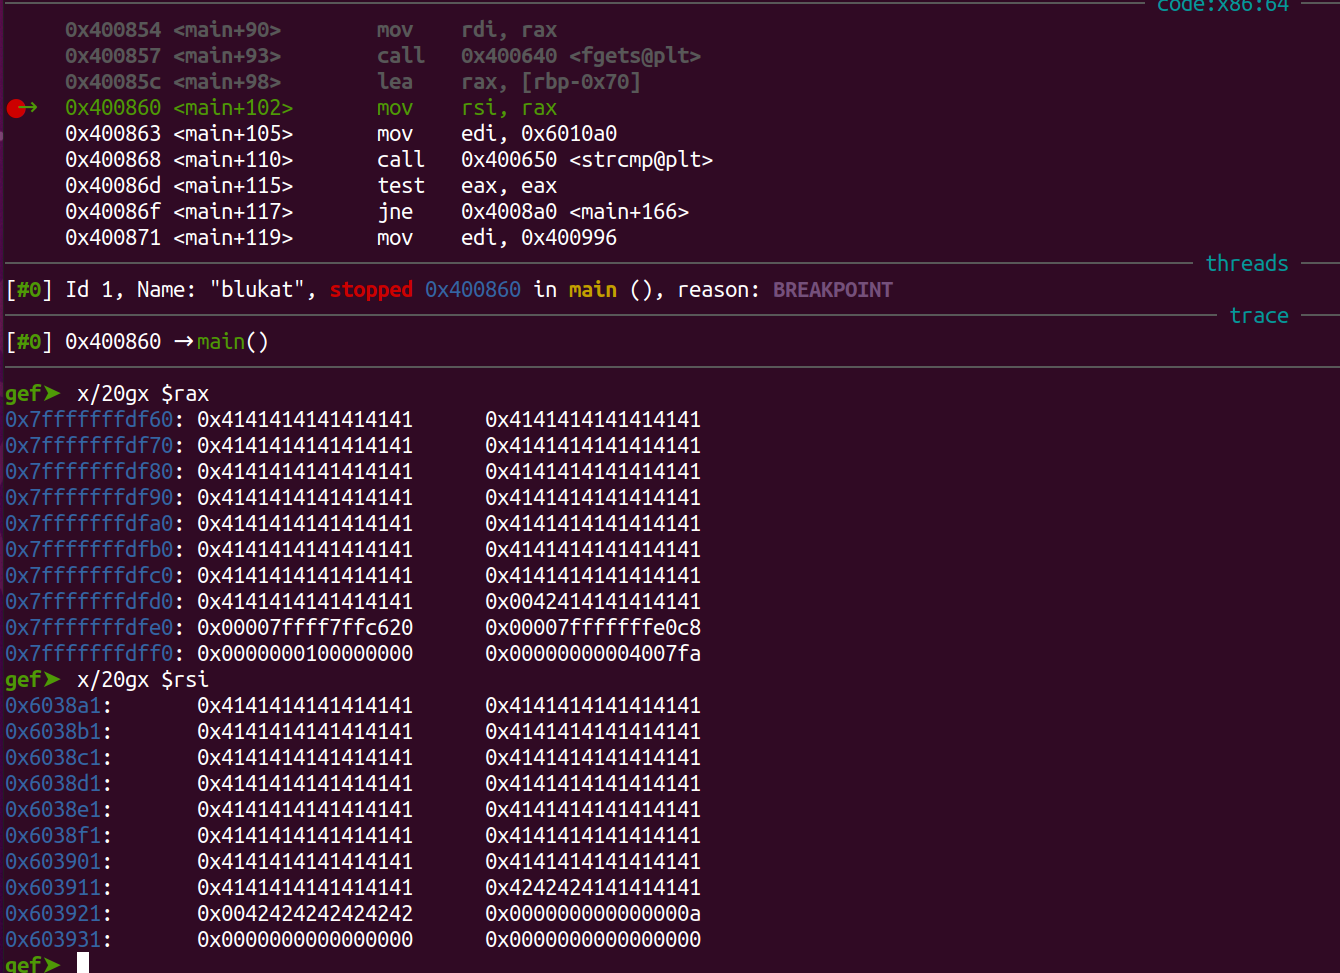 code:x86:64
0x400854 <main+90> mov rdi, rax
0x400857 <main+93> call 0x400640 <fgets@plt>
0x40085c <main+98> lea rax, [rbp-0x70]
→ 0x400860 <main+102> mov rsi, rax
0x400863 <main+105> mov edi, 0x6010a0
0x400868 <main+110> call 0x400650 <strcmp@plt>
0x40086d <main+115> test eax, eax
0x40086f <main+117> jne 0x4008a0 <main+166>
0x400871 <main+119> mov edi, 0x400996
threads
[#0] Id 1, Name: "blukat", stopped 0x400860 in main (), reason: BREAKPOINT
trace
[#0] 0x400860 → main()
gef➤ x/20gx $rax
0x7fffffffdf60: 0x4141414141414141 0x4141414141414141
0x7fffffffdf70: 0x4141414141414141 0x4141414141414141
0x7fffffffdf80: 0x4141414141414141 0x4141414141414141
0x7fffffffdf90: 0x4141414141414141 0x4141414141414141
0x7fffffffdfa0: 0x4141414141414141 0x4141414141414141
0x7fffffffdfb0: 0x4141414141414141 0x4141414141414141
0x7fffffffdfc0: 0x4141414141414141 0x4141414141414141
0x7fffffffdfd0: 0x4141414141414141 0x0042414141414141
0x7fffffffdfe0: 0x00007ffff7ffc620 0x00007fffffffe0c8
0x7fffffffdff0: 0x0000000100000000 0x00000000004007fa
gef➤ x/20gx $rsi
0x6038a1: 0x4141414141414141 0x4141414141414141
0x6038b1: 0x4141414141414141 0x4141414141414141
0x6038c1: 0x4141414141414141 0x4141414141414141
0x6038d1: 0x4141414141414141 0x4141414141414141
0x6038e1: 0x4141414141414141 0x4141414141414141
0x6038f1: 0x4141414141414141 0x4141414141414141
0x603901: 0x4141414141414141 0x4141414141414141
0x603911: 0x4141414141414141 0x4242424141414141
0x603921: 0x0042424242424242 0x000000000000000a
0x603931: 0x0000000000000000 0x0000000000000000
gef➤